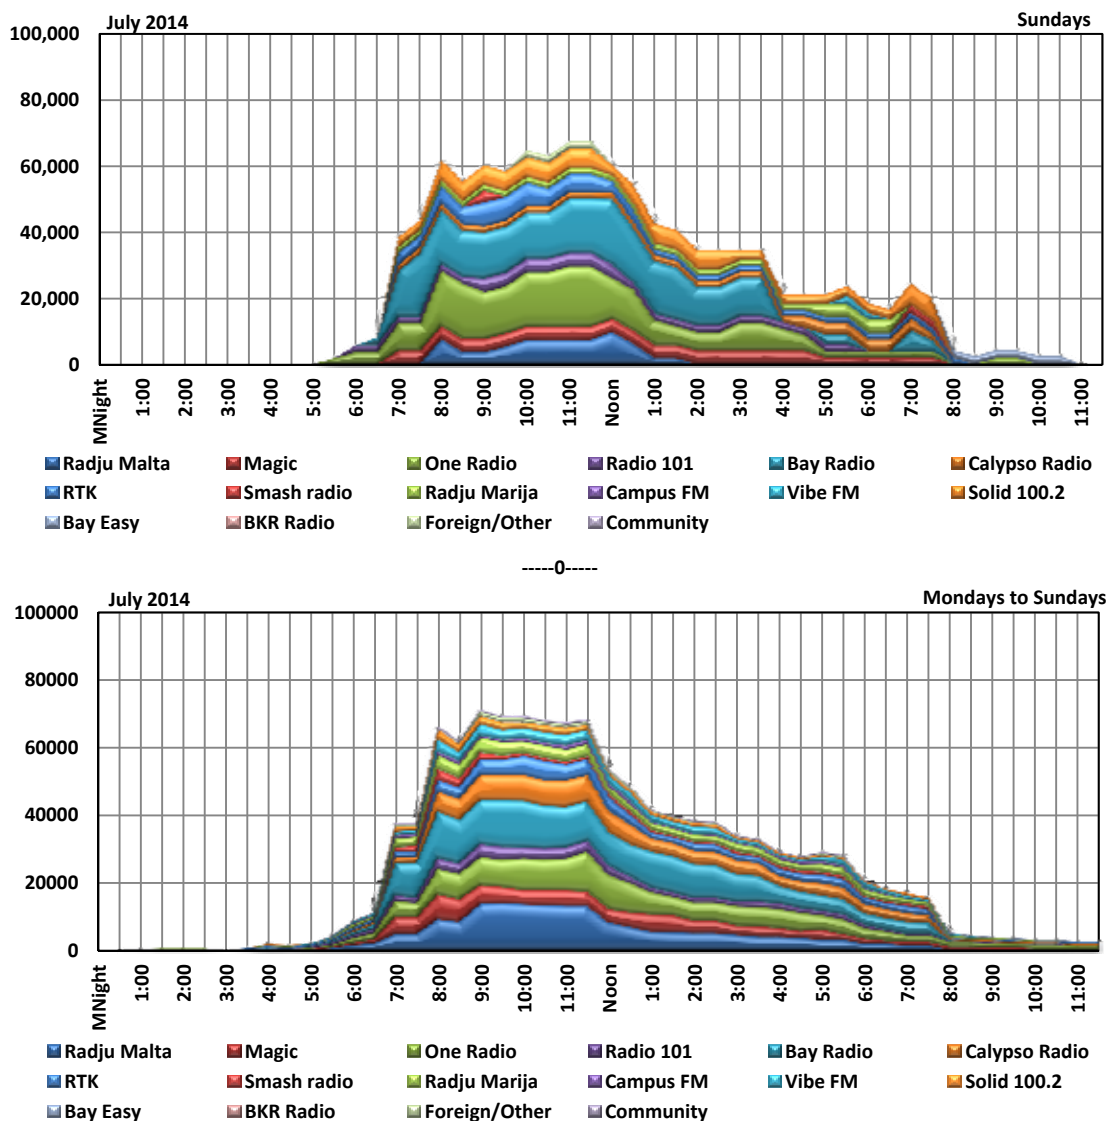 July 2014 Sundays
100,000
80,000
60,000
40,000
20,000
0
MNight 1:00 2:00 3:00 4:00 5:00 6:00 7:00 8:00 9:00 10:00 11:00 Noon 1:00 2:00 3:00 4:00 5:00 6:00 7:00 8:00 9:00 10:00 11:00
Radju Malta Magic One Radio Radio 101 Bay Radio Calypso Radio
RTK Smash radio Radju Marija Campus FM Vibe FM Solid 100.2
Bay Easy BKR Radio Foreign/Other Community
-----0-----
July 2014 Mondays to Sundays
100000
80000
60000
40000
20000
0
MNight 1:00 2:00 3:00 4:00 5:00 6:00 7:00 8:00 9:00 10:00 11:00 Noon 1:00 2:00 3:00 4:00 5:00 6:00 7:00 8:00 9:00 10:00 11:00
Radju Malta Magic One Radio Radio 101 Bay Radio Calypso Radio
RTK Smash radio Radju Marija Campus FM Vibe FM Solid 100.2
Bay Easy BKR Radio Foreign/Other Community